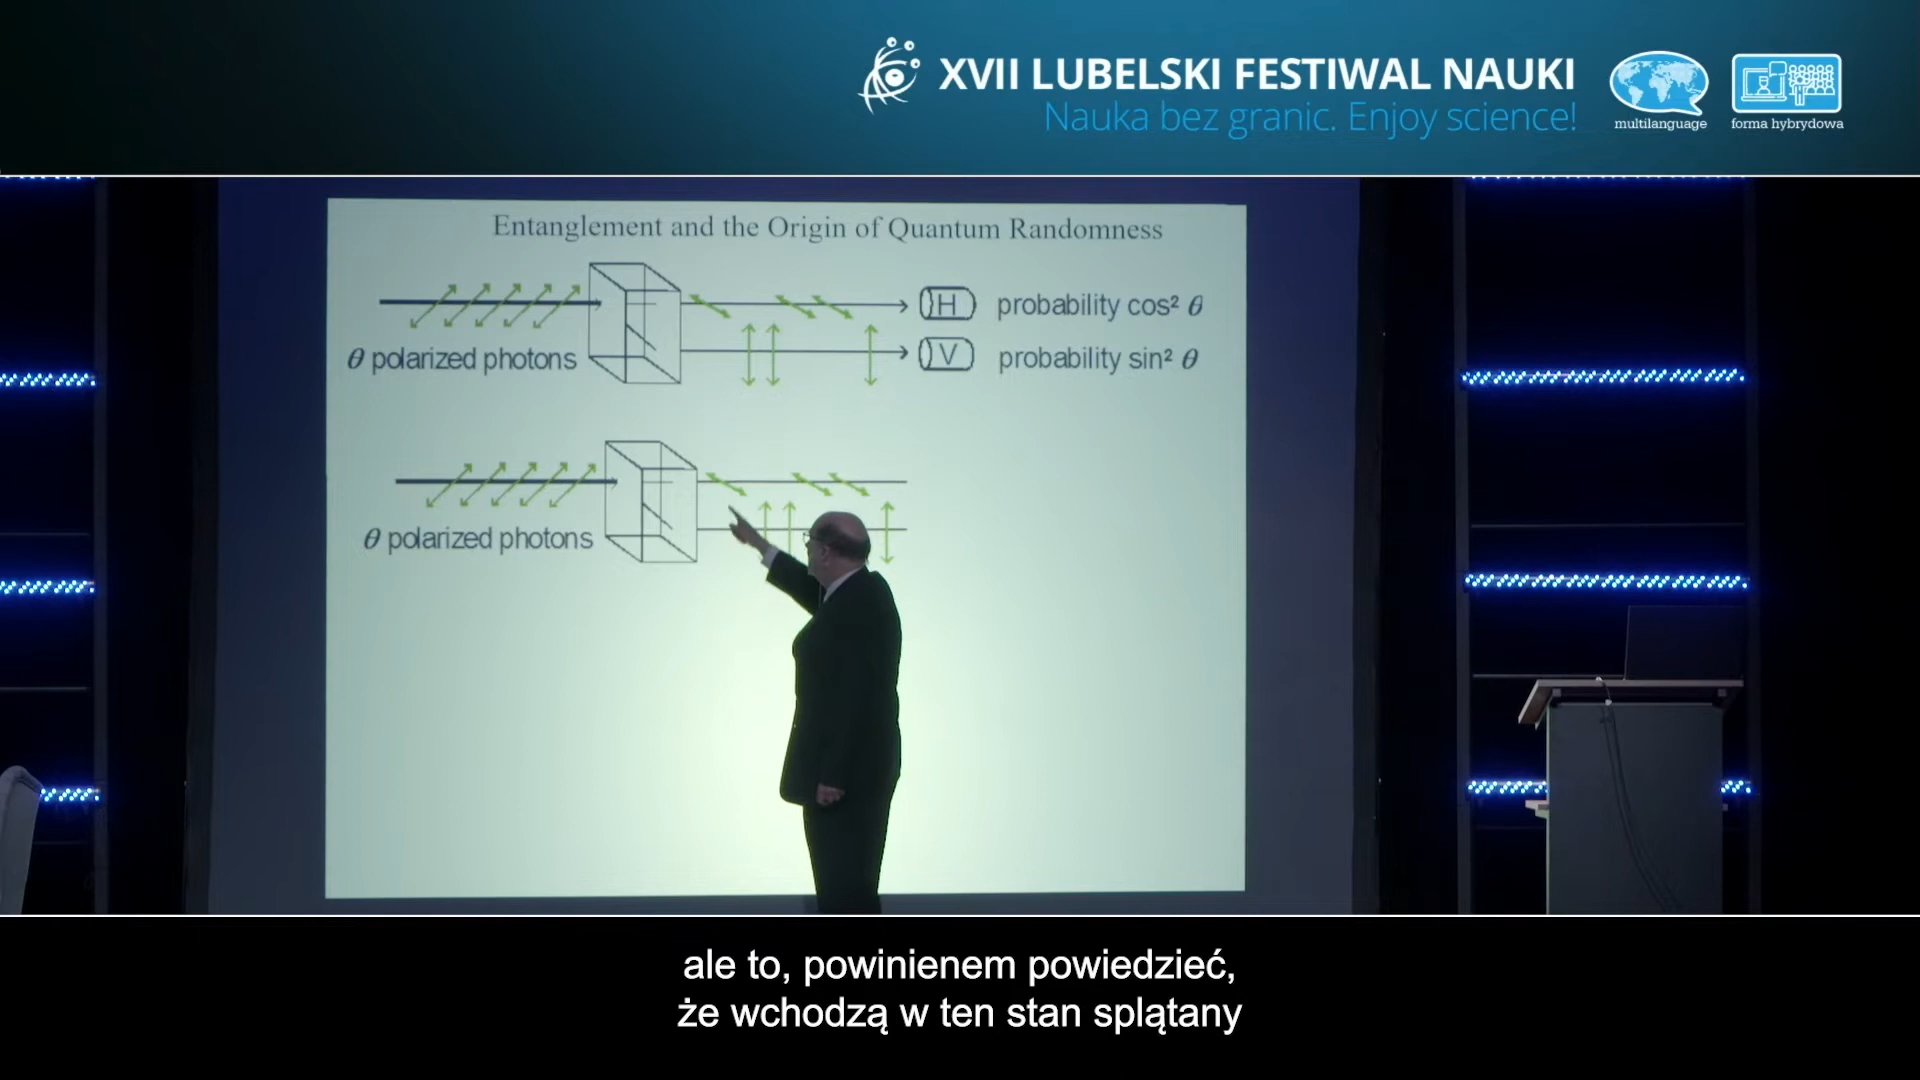 XVII LUBELSKI FESTIWAL NAUKI
Nauka bez granic. Enjoy science!
multilanguage
forma hybrydowa
Entanglement and the Origin of Quantum Randomness
H probability cos² θ
θ polarized photons
V probability sin² θ
θ polarized photons
ale to, powinienem powiedzieć,
że wchodzą w ten stan splątany